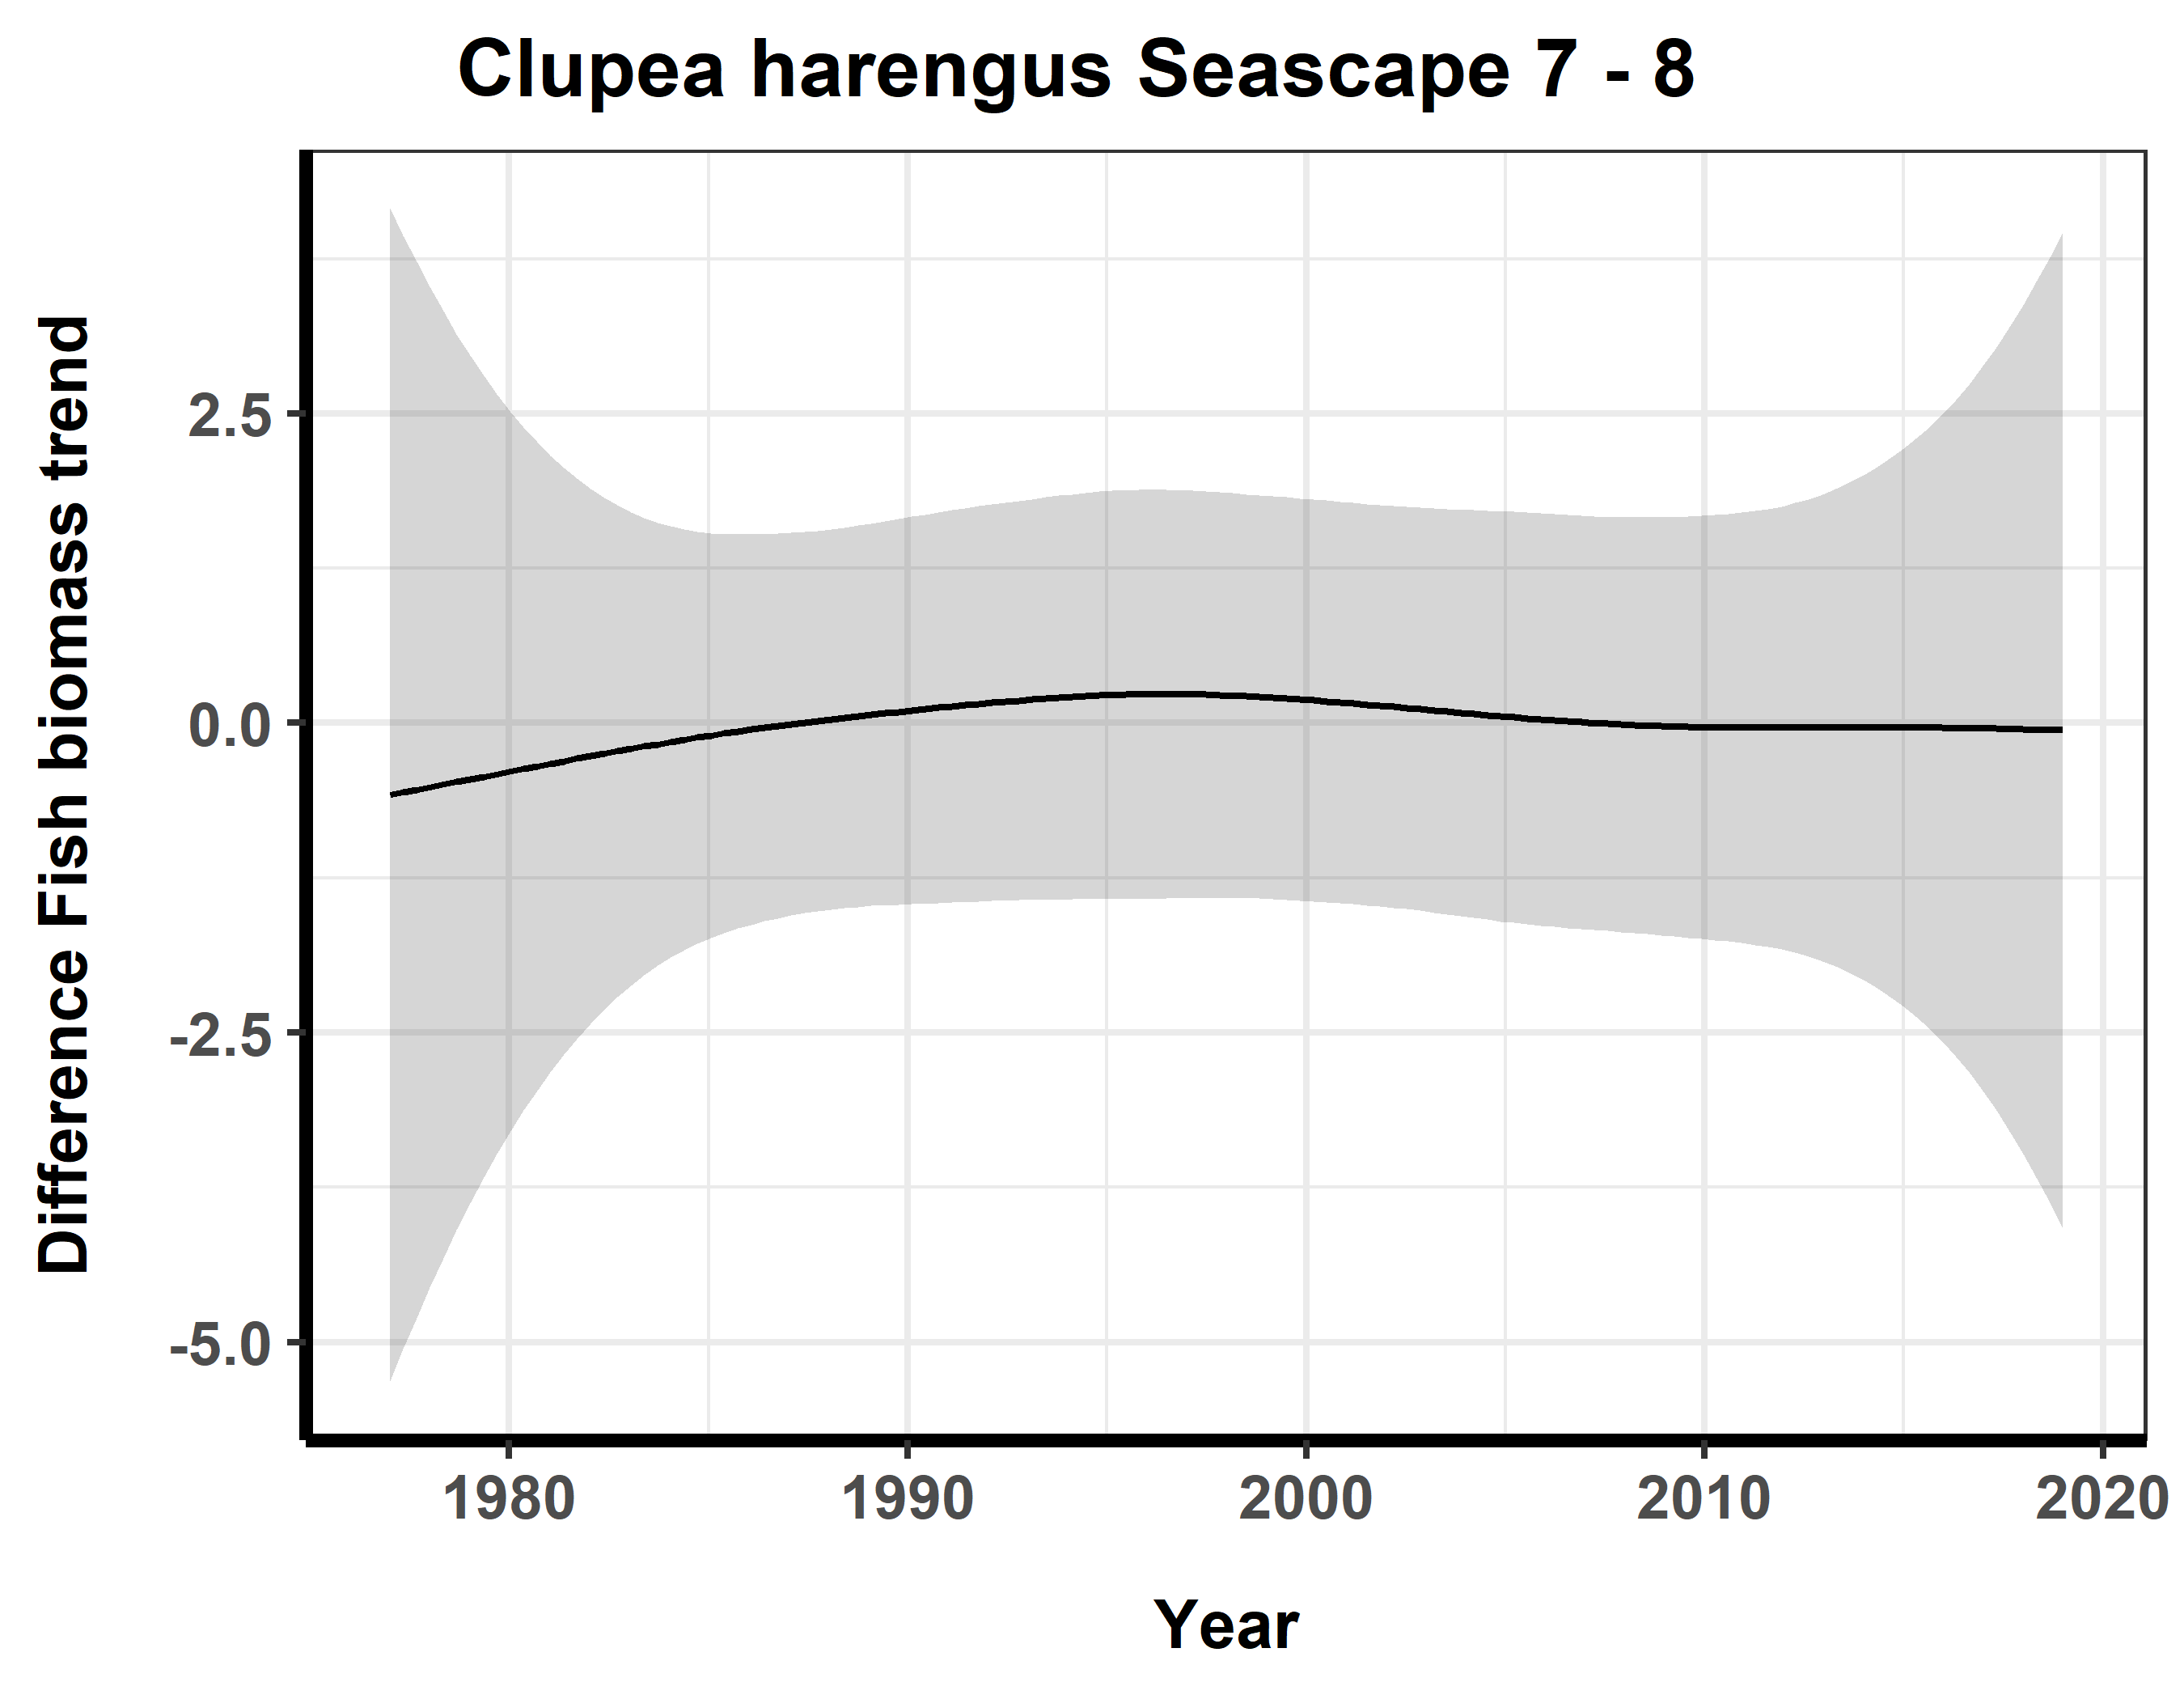 Clupea harengus Seascape 7 - 8
Difference Fish biomass trend
2.5
0.0
-2.5
-5.0
1980 1990 2000 2010 2020
Year